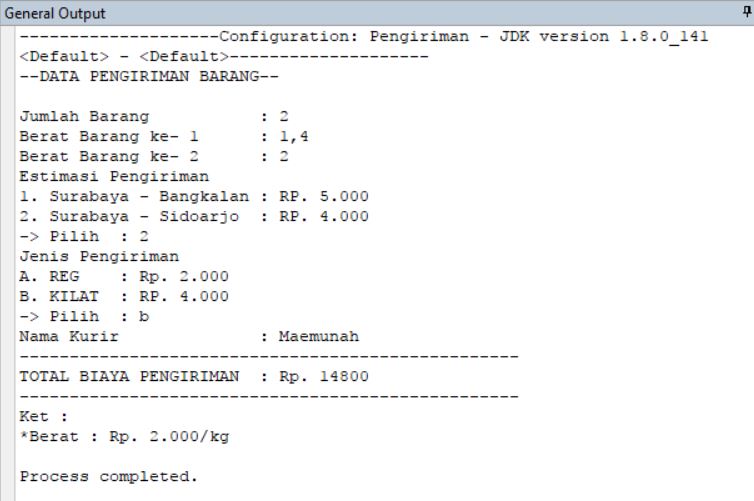 General Output
--------------------Configuration: Pengiriman - JDK version 1.8.0_141
<Default> - <Default>--------------------
--DATA PENGIRIMAN BARANG--
Jumlah Barang : 2
Berat Barang ke- 1 : 1,4
Berat Barang ke- 2 : 2
Estimasi Pengiriman
1. Surabaya - Bangkalan : RP. 5.000
2. Surabaya - Sidoarjo : RP. 4.000
-> Pilih : 2
Jenis Pengiriman
A. REG : Rp. 2.000
B. KILAT : RP. 4.000
-> Pilih : b
Nama Kurir : Maemunah
--------------------------------------------------
TOTAL BIAYA PENGIRIMAN : Rp. 14800
--------------------------------------------------
Ket :
*Berat : Rp. 2.000/kg
Process completed.